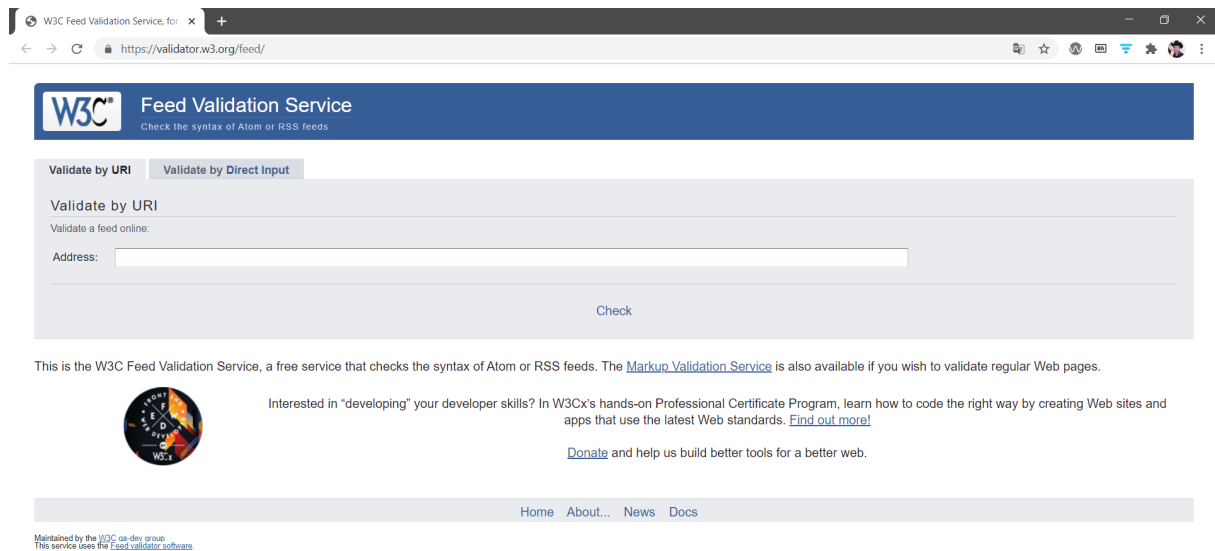 W3C Feed Validation Service, for
https://validator.w3.org/feed/
W3C® Feed Validation Service
Check the syntax of Atom or RSS feeds
Validate by URI Validate by Direct Input
Validate by URI
Validate a feed online:
Address:
Check
This is the W3C Feed Validation Service, a free service that checks the syntax of Atom or RSS feeds. The Markup Validation Service is also available if you wish to validate regular Web pages.
FRONT END
F
E W
D
WEB DEVELOPER
W3Cx
Interested in “developing” your developer skills? In W3Cx's hands-on Professional Certificate Program, learn how to code the right way by creating Web sites and
apps that use the latest Web standards. Find out more!
Donate and help us build better tools for a better web.
Home About... News Docs
Maintained by the W3C qa-dev group
This service uses the Feed validator software.